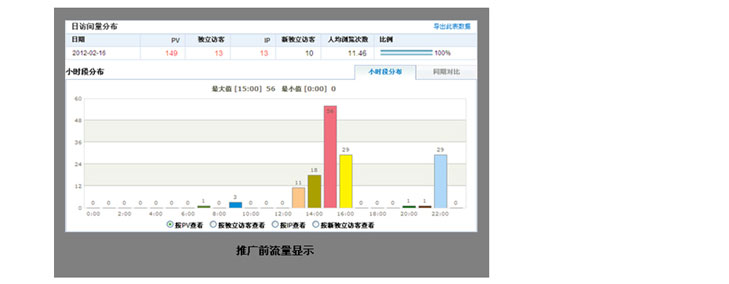 日访问量分布 导出此表数据
日期 PV 独立访客 IP 新独立访客 人均浏览次数 比例
2012-02-16 149 13 13 10 11.46 100%
小时段分布 小时段分布 同期对比
最大值 [15:00] 56 最小值 [0:00] 0
60
48
36
24
12
0
0 0 0 0 0 0 0 1 0 3 0 0 0 11 18 56 29 0 0 0 1 1 29 0
0:00 2:00 4:00 6:00 8:00 10:00 12:00 14:00 16:00 18:00 20:00 22:00
按PV查看 按独立访客查看 按IP查看 按新独立访客查看
推广前流量显示